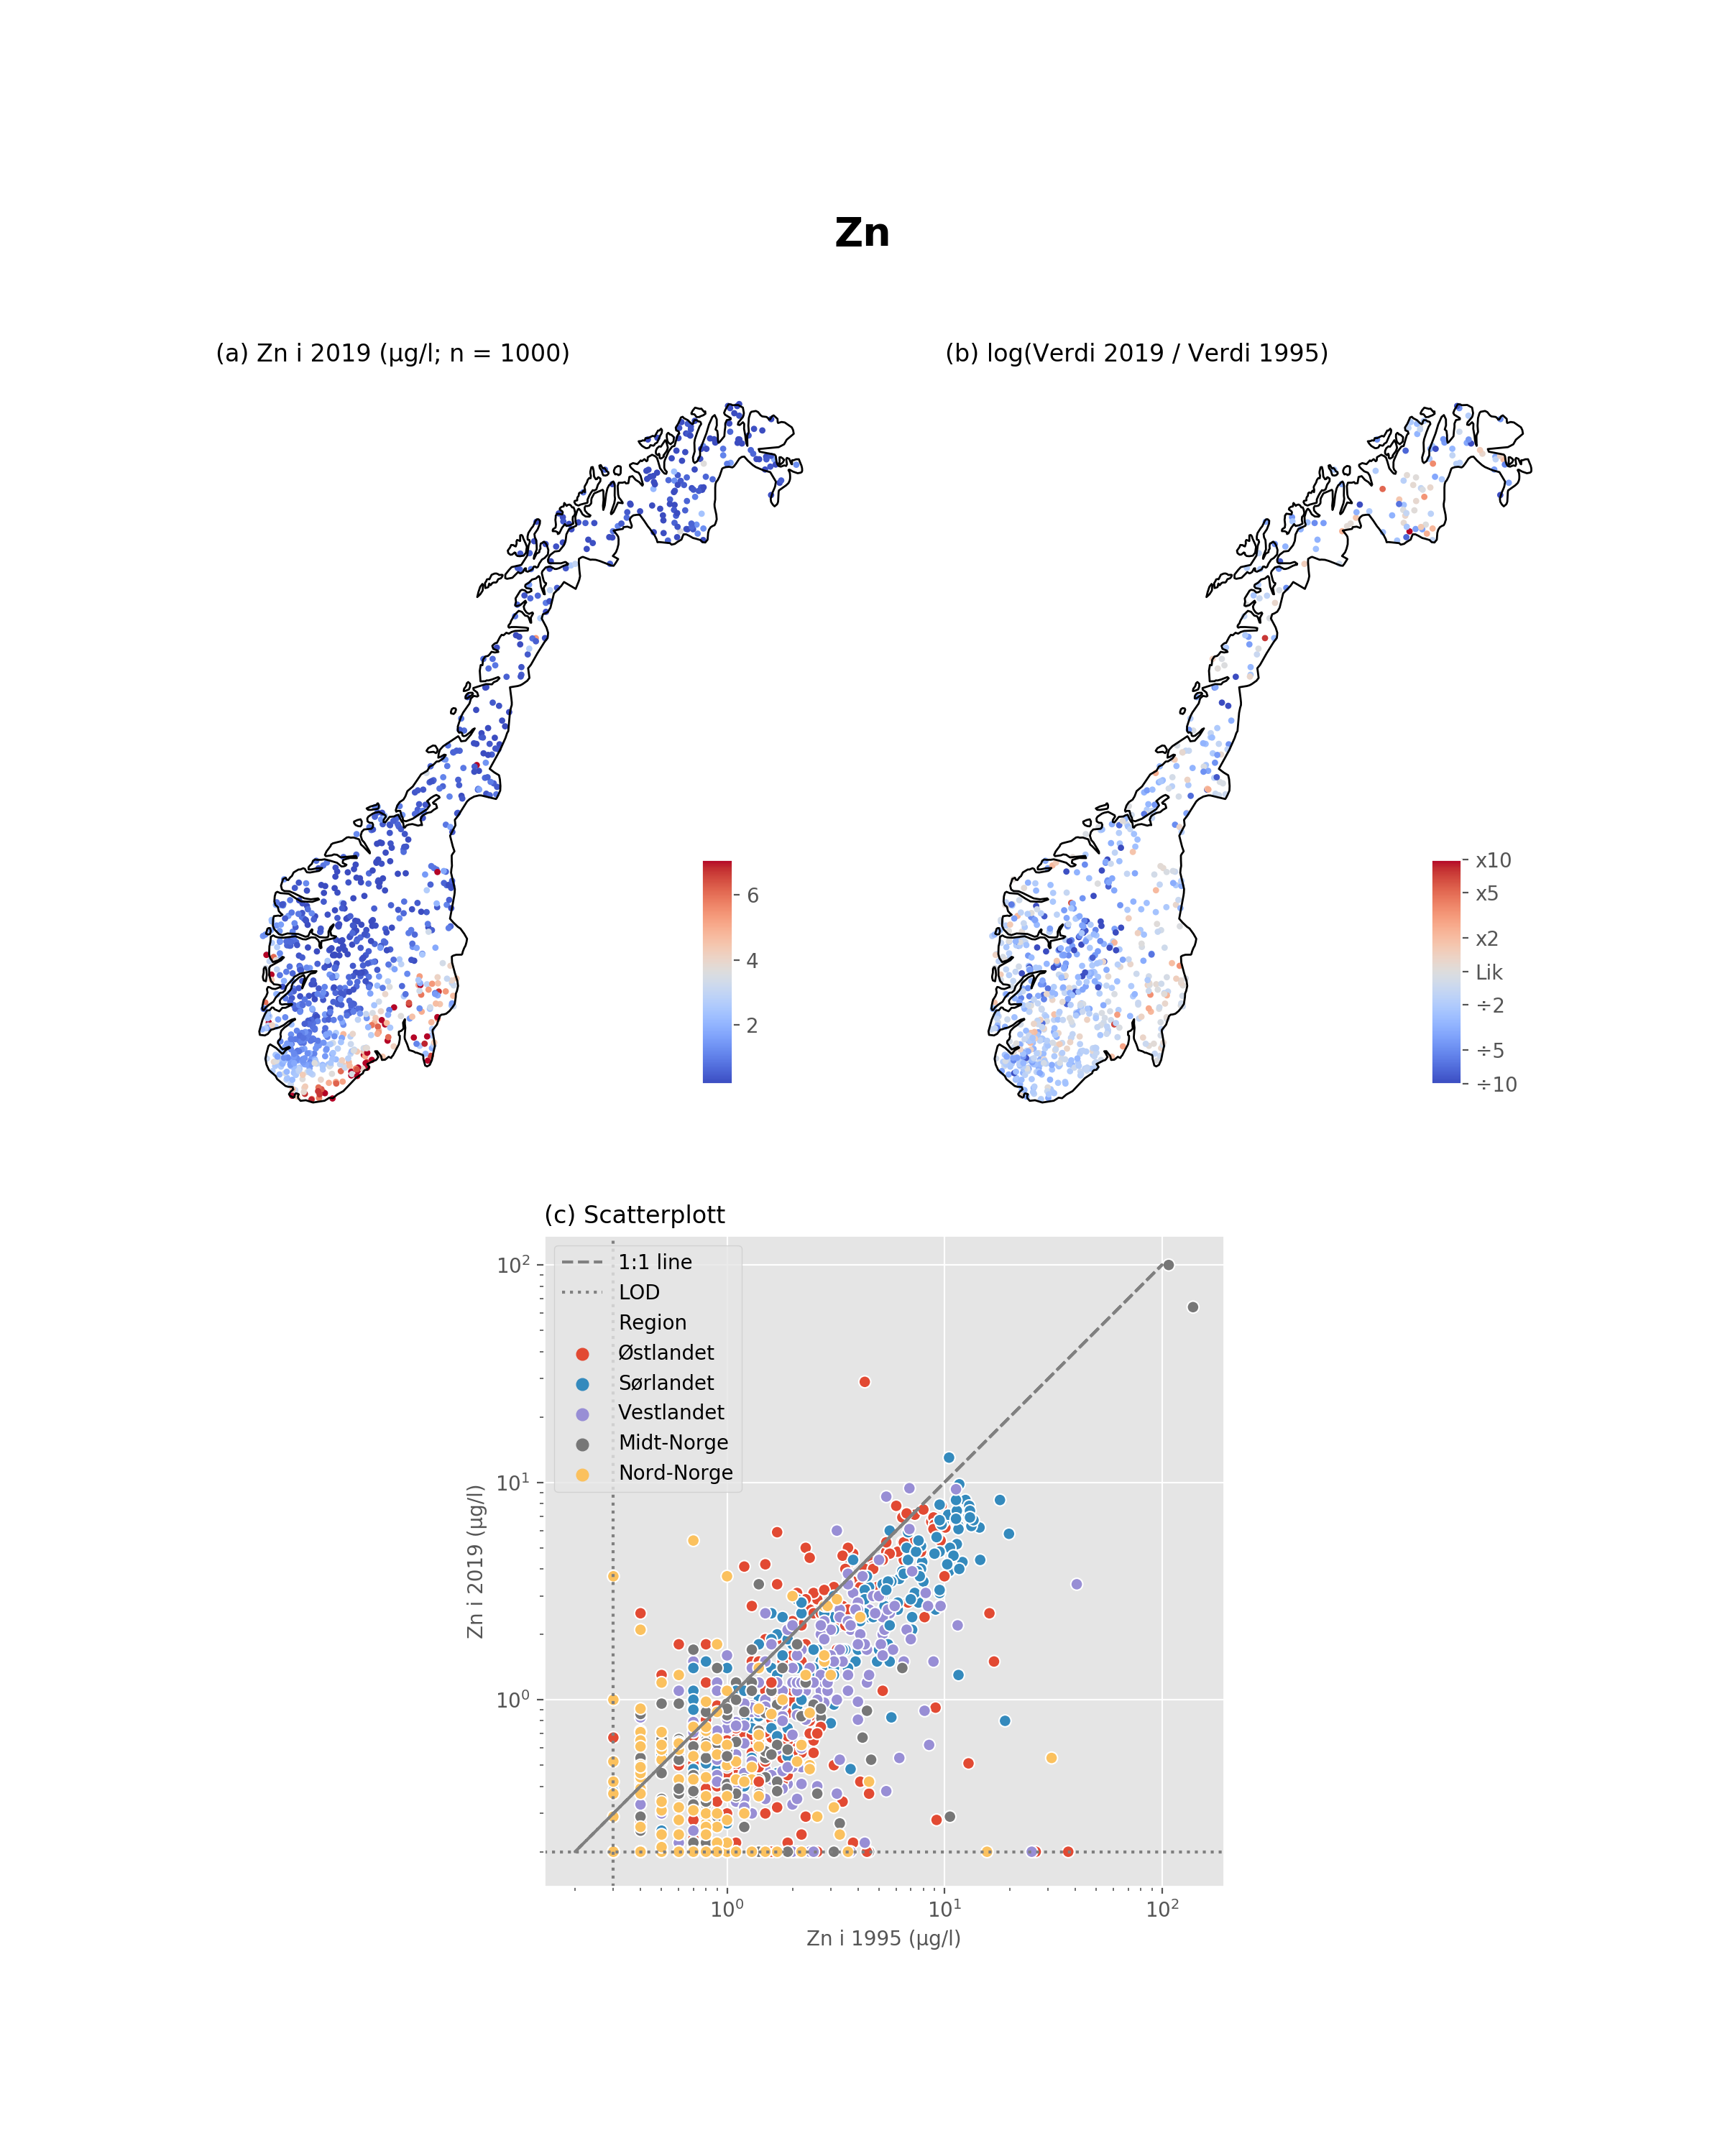 Zn
(a) Zn i 2019 (µg/l; n = 1000)
(b) log(Verdi 2019 / Verdi 1995)
6
4
2
x10
x5
x2
Lik
÷2
÷5
÷10
(c) Scatterplott
1:1 line
LOD
Region
Østlandet
Sørlandet
Vestlandet
Midt-Norge
Nord-Norge
10²
10¹
10⁰
Zn i 2019 (µg/l)
10⁰ 10¹ 10²
Zn i 1995 (µg/l)